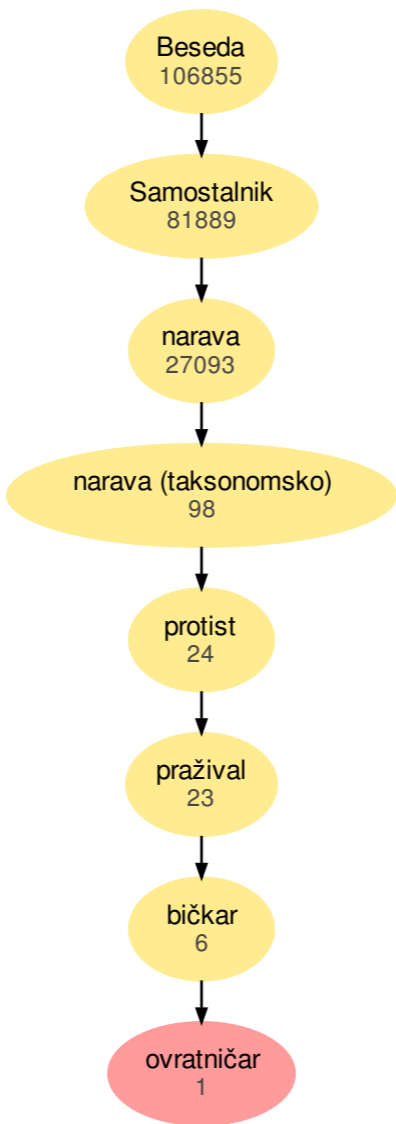 Beseda
106855
Samostalnik
81889
narava
27093
narava (taksonomsko)
98
protist
24
pražival
23
bičkar
6
ovratničar
1